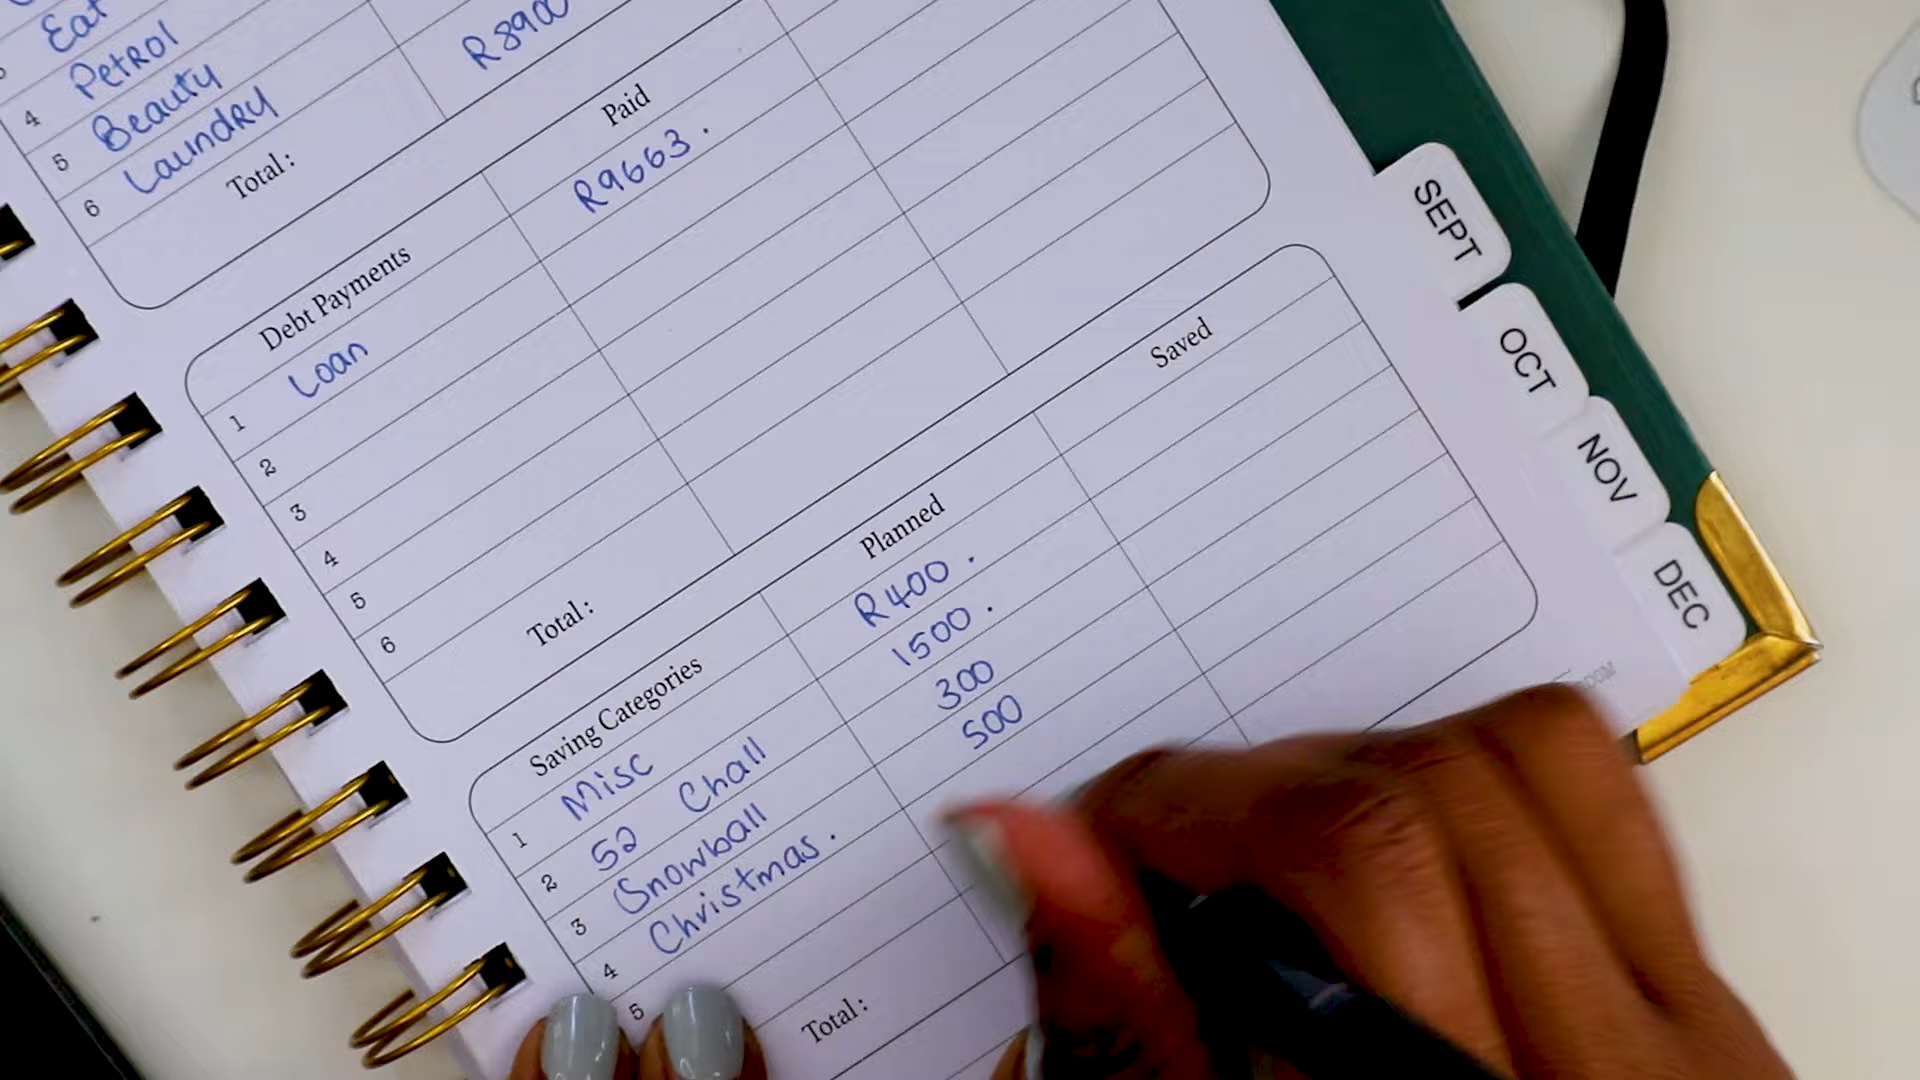 Eat
4 Petrol
5 Beauty
6 Laundry
Total:
R8900
Debt Payments Paid
1 Loan R9663.
2
3
4
5
6
Total:
Saving Categories Planned Saved
1 Misc R400.
2 52 Chall 1500.
3 Snowball 300
4 Christmas. 500
5
Total:
SEPT
OCT
NOV
DEC